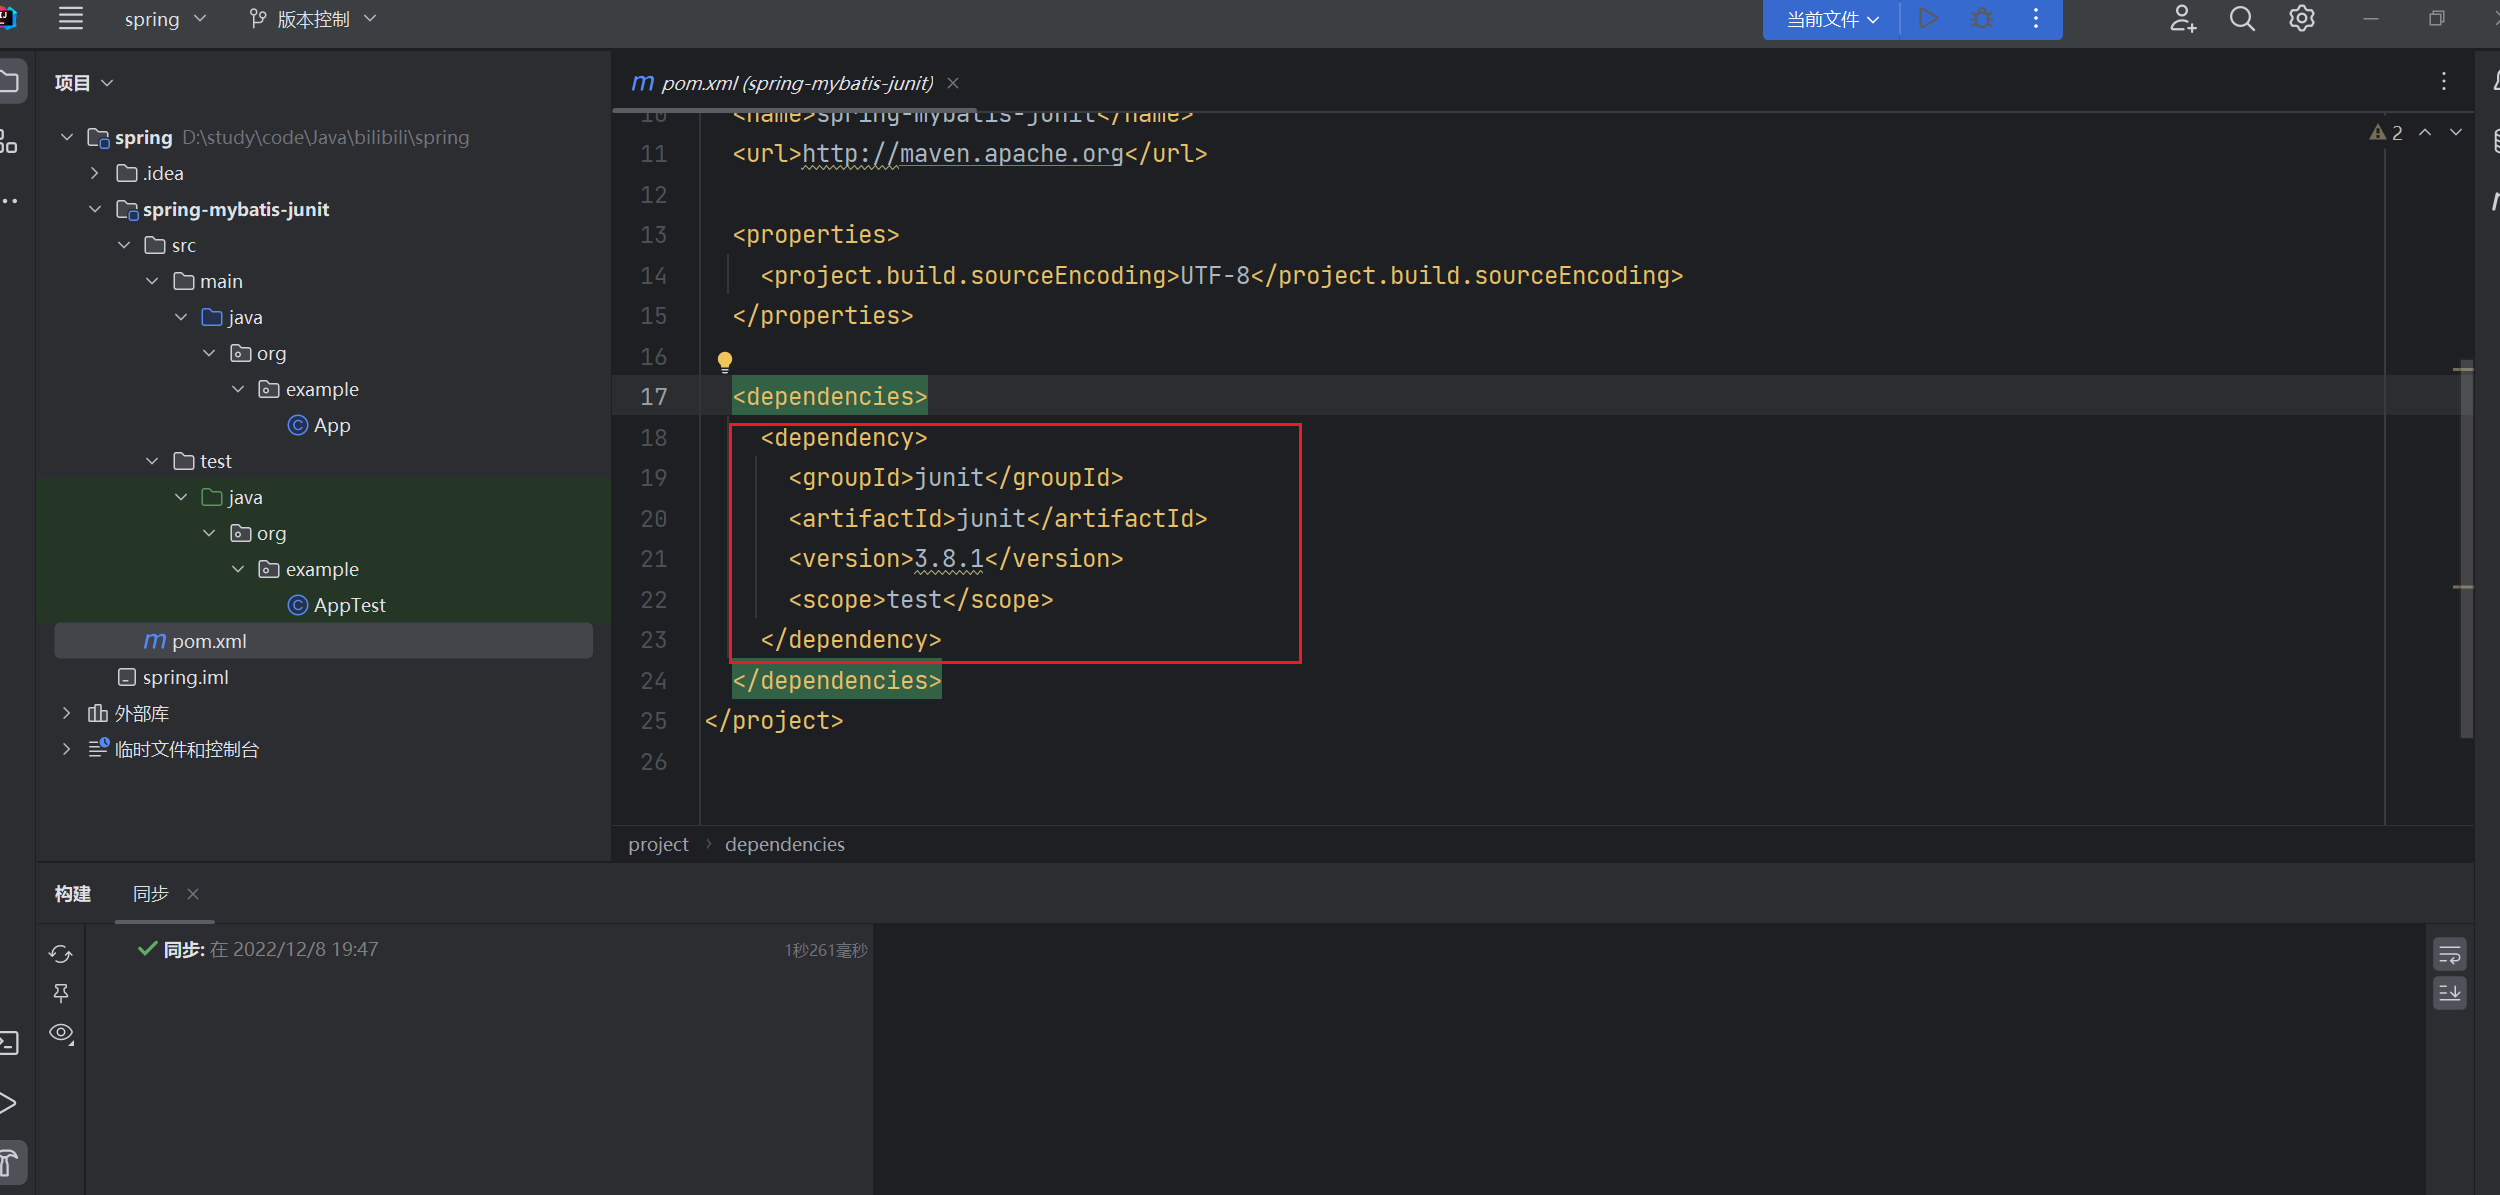 spring
版本控制
当前文件
项目
pom.xml (spring-mybatis-junit)
spring D:\study\code\Java\bilibili\spring
.idea
spring-mybatis-junit
src
main
java
org
example
App
test
java
org
example
AppTest
pom.xml
spring.iml
外部库
临时文件和控制台
10 <name>spring-mybatis-junit</name>
2
11 <url>http://maven.apache.org</url>
12
13 <properties>
14 <project.build.sourceEncoding>UTF-8</project.build.sourceEncoding>
15 </properties>
16
17 <dependencies>
18 <dependency>
19 <groupId>junit</groupId>
20 <artifactId>junit</artifactId>
21 <version>3.8.1</version>
22 <scope>test</scope>
23 </dependency>
24 </dependencies>
25 </project>
26
project › dependencies
构建 同步
同步: 在 2022/12/8 19:47 1秒261毫秒